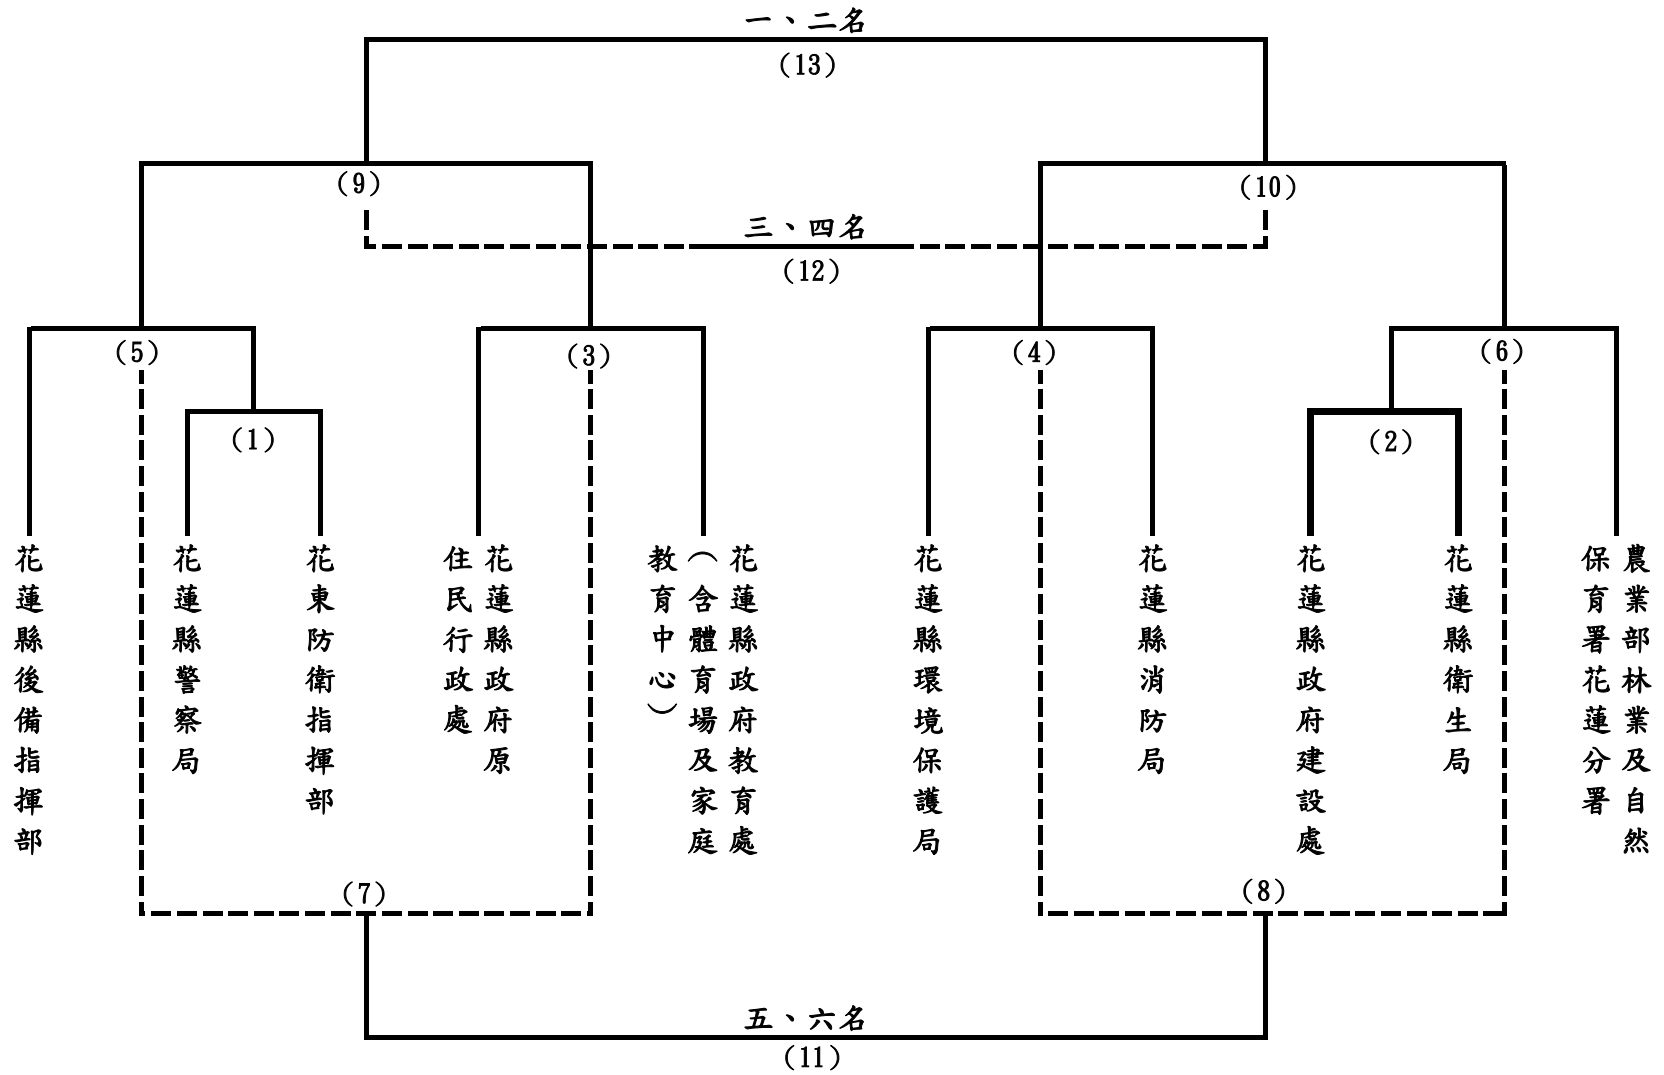 一、二名
(13)
(9)
(10)
三、四名
(12)
(5)
(3)
(4)
(6)
(1)
(2)
花蓮縣後備指揮部
花蓮縣警察局
花東防衛指揮部
花蓮縣政府原
住民行政處
花蓮縣政府教育處
（含體育場及家庭
教育中心）
花蓮縣環境保護局
花蓮縣消防局
花蓮縣政府建設處
花蓮縣衛生局
農業部林業及自然
保育署花蓮分署
(7)
(8)
五、六名
(11)